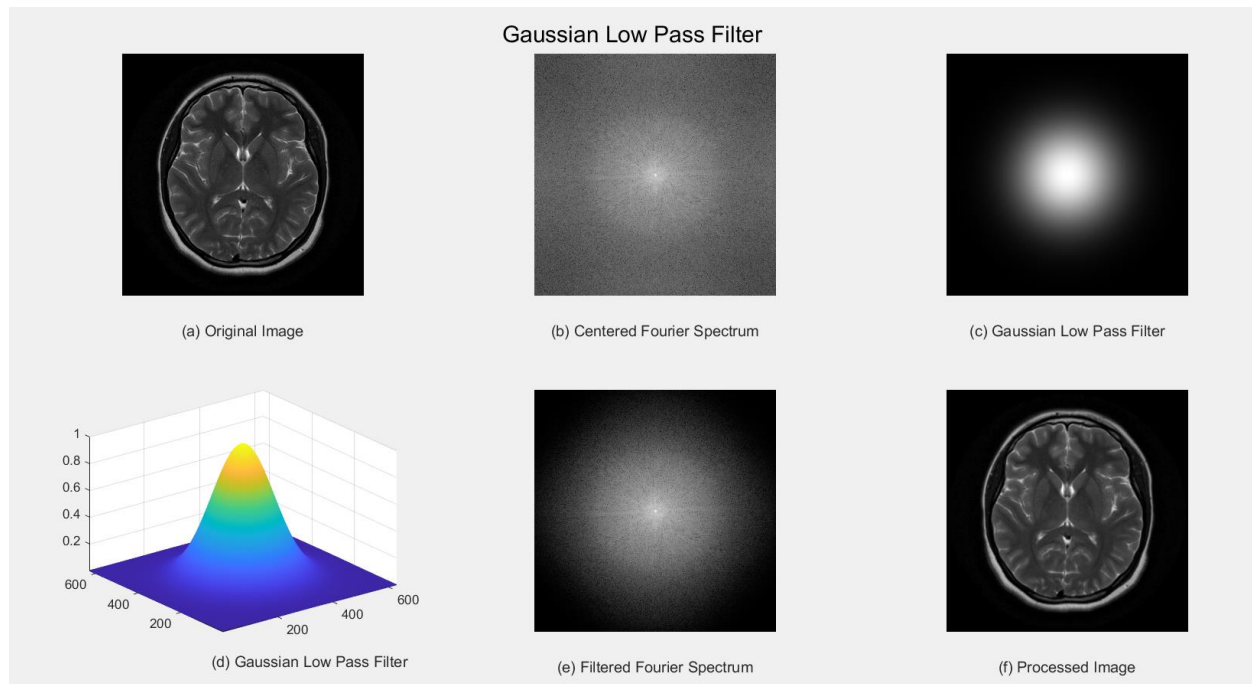 Gaussian Low Pass Filter
(a) Original Image
(b) Centered Fourier Spectrum
(c) Gaussian Low Pass Filter
1
0.8
0.6
0.4
0.2
600
400
200
200
400
600
(d) Gaussian Low Pass Filter
(e) Filtered Fourier Spectrum
(f) Processed Image